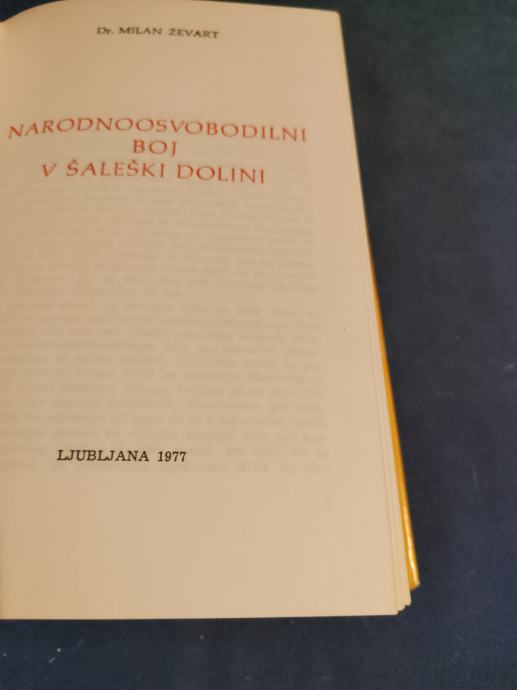 Dr. MILAN ŽEVART
NARODNOOSVOBODILNI
BOJ
V ŠALEŠKI DOLINI
LJUBLJANA 1977